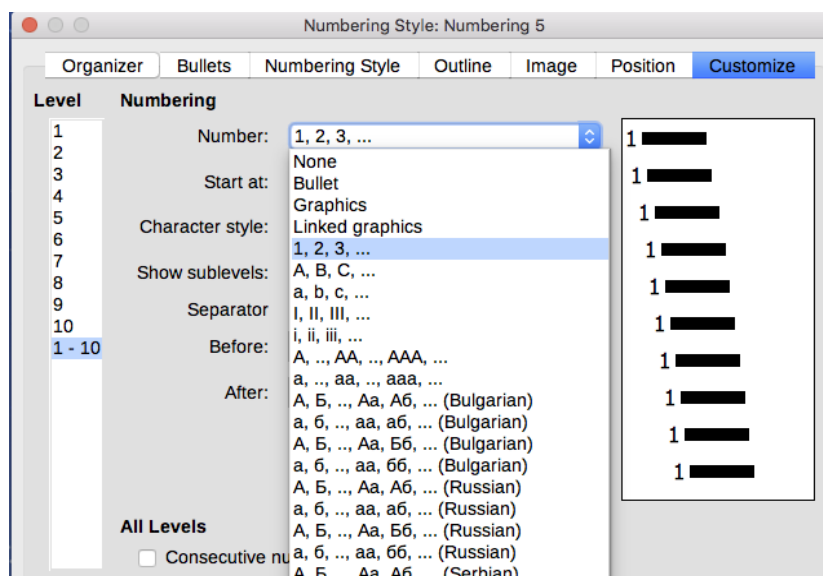 Numbering Style: Numbering 5
Organizer Bullets Numbering Style Outline Image Position Customize
Level Numbering
1
2
3
4
5
6
7
8
9
10
1 - 10
Number: 1, 2, 3, ...
Start at:
Character style:
Show sublevels:
Separator
Before:
After:
None
Bullet
Graphics
Linked graphics
1, 2, 3, ...
A, B, C, ...
a, b, c, ...
I, II, III, ...
i, ii, iii, ...
A, .., AA, .., AAA, ...
a, .., aa, .., aaa, ...
А, Б, .., Аа, Аб, ... (Bulgarian)
а, б, .., аа, аб, ... (Bulgarian)
А, Б, .., Аа, Бб, ... (Bulgarian)
а, б, .., аа, бб, ... (Bulgarian)
А, Б, .., Аа, Аб, ... (Russian)
а, б, .., аа, аб, ... (Russian)
А, Б, .., Аа, Бб, ... (Russian)
а, б, .., аа, бб, ... (Russian)
А, Б, .., Аа, Аб, ... (Serbian)
1
1
1
1
1
1
1
1
1
1
All Levels
Consecutive